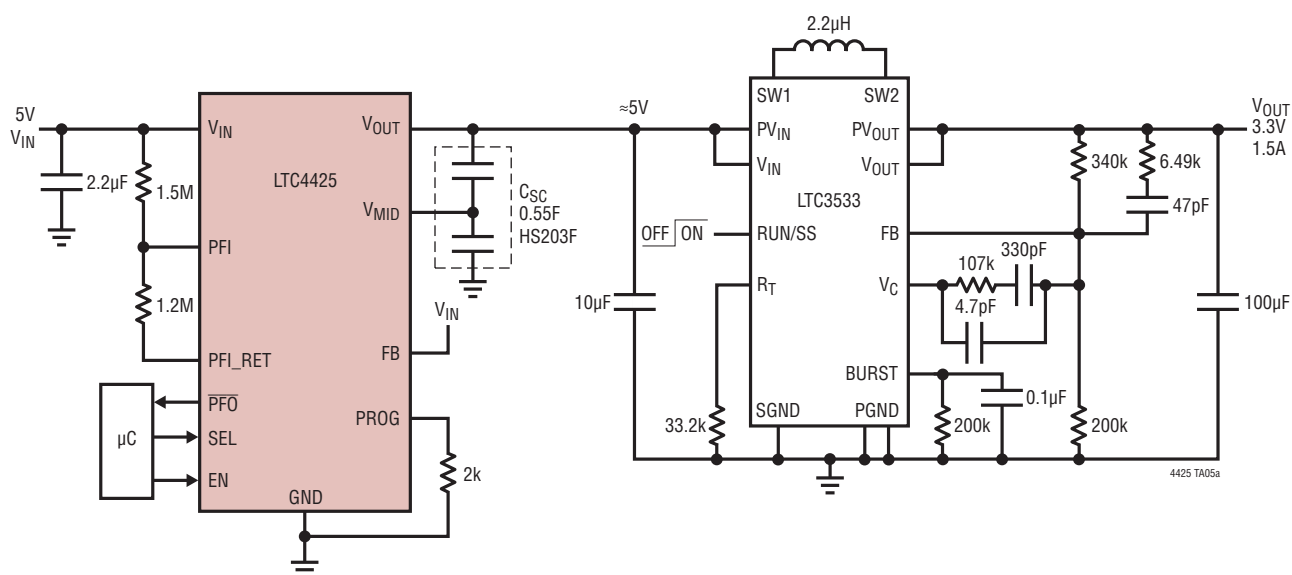 2.2µH
SW1
SW2
5V
VIN
≈5V
VOUT
3.3V
1.5A
VIN
VOUT
PVIN
PVOUT
340k
6.49k
2.2µF
1.5M
LTC4425
CSC
0.55F
HS203F
VIN
VOUT
LTC3533
47pF
VMID
OFF
ON
RUN/SS
FB
PFI
330pF
107k
RT
VC
4.7pF
10µF
100µF
1.2M
VIN
FB
PFI_RET
BURST
0.1µF
PFO
PROG
SGND
PGND
33.2k
200k
200k
µC
SEL
EN
2k
GND
4425 TA05a